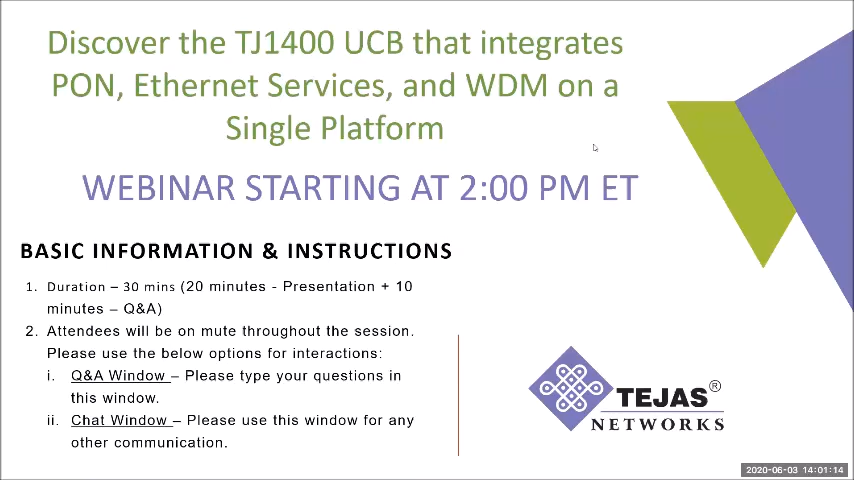 Discover the TJ1400 UCB that integrates
PON, Ethernet Services, and WDM on a
Single Platform
WEBINAR STARTING AT 2:00 PM ET
BASIC INFORMATION & INSTRUCTIONS
1. Duration – 30 mins (20 minutes - Presentation + 10
minutes – Q&A)
2. Attendees will be on mute throughout the session.
Please use the below options for interactions:
i. Q&A Window – Please type your questions in
this window.
ii. Chat Window – Please use this window for any
other communication.
TEJAS®
NETWORKS
2020-06-03 14:01:14